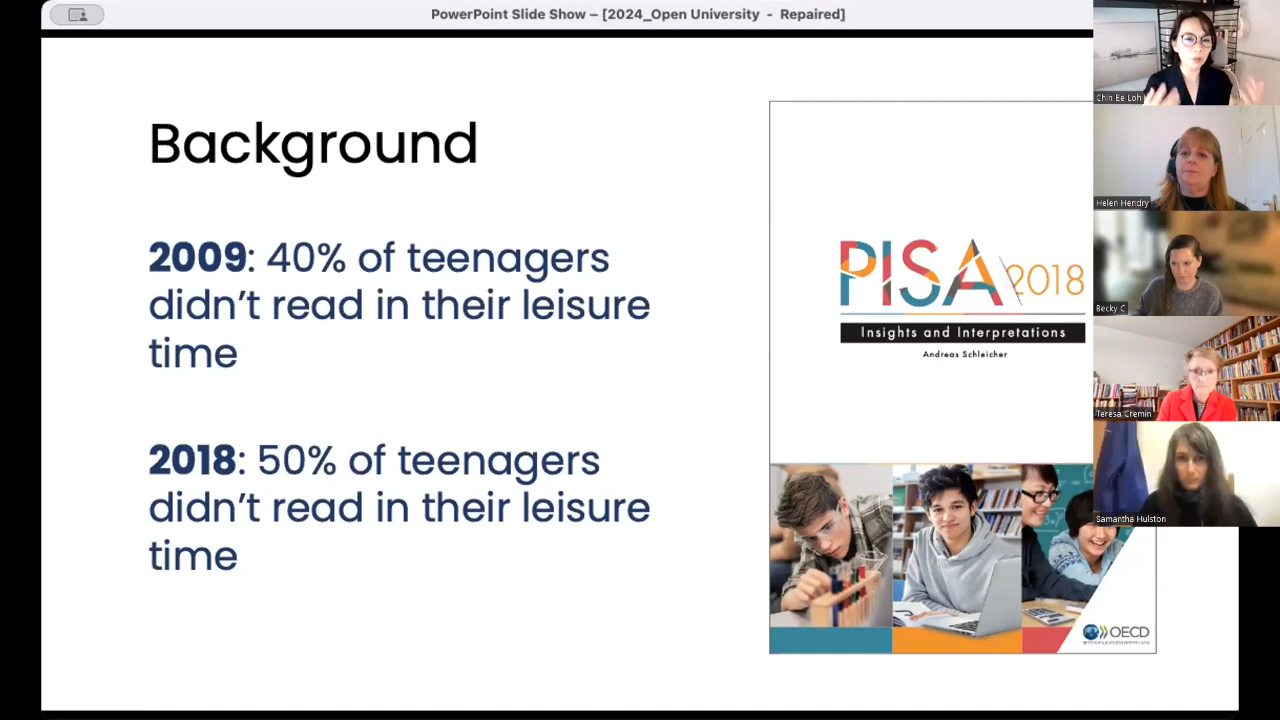 PowerPoint Slide Show – [2024_Open University - Repaired]
Background
2009: 40% of teenagers
didn’t read in their leisure
time
2018: 50% of teenagers
didn’t read in their leisure
time
PISA 2018
Insights and Interpretations
Andreas Schleicher
OECD
Chin Ee Loh
Helen Hendry
Becky C
Teresa Cremin
Samantha Hulston